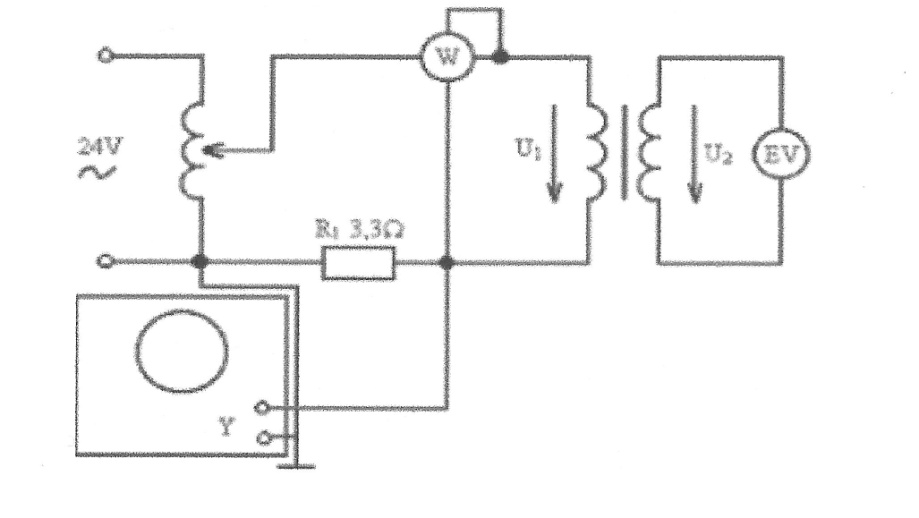 W
24V
~
U₁
U₂
EV
R₁ 3,3Ω
Y